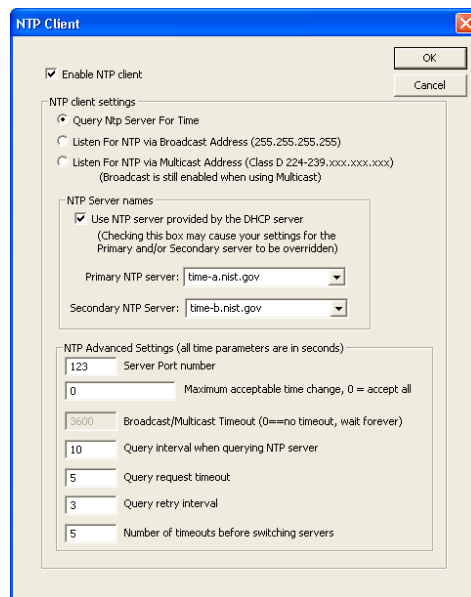 NTP Client
OK
Enable NTP client
Cancel
NTP client settings
Query Ntp Server For Time
Listen For NTP via Broadcast Address (255.255.255.255)
Listen For NTP via Multicast Address (Class D 224-239.xxx.xxx.xxx)
(Broadcast is still enabled when using Multicast)
NTP Server names
Use NTP server provided by the DHCP server
(Checking this box may cause your settings for the
Primary and/or Secondary server to be overridden)
Primary NTP server: time-a.nist.gov
Secondary NTP Server: time-b.nist.gov
NTP Advanced Settings (all time parameters are in seconds)
123 Server Port number
0 Maximum acceptable time change, 0 = accept all
3600 Broadcast/Multicast Timeout (0==no timeout, wait forever)
10 Query interval when querying NTP server
5 Query request timeout
3 Query retry interval
5 Number of timeouts before switching servers